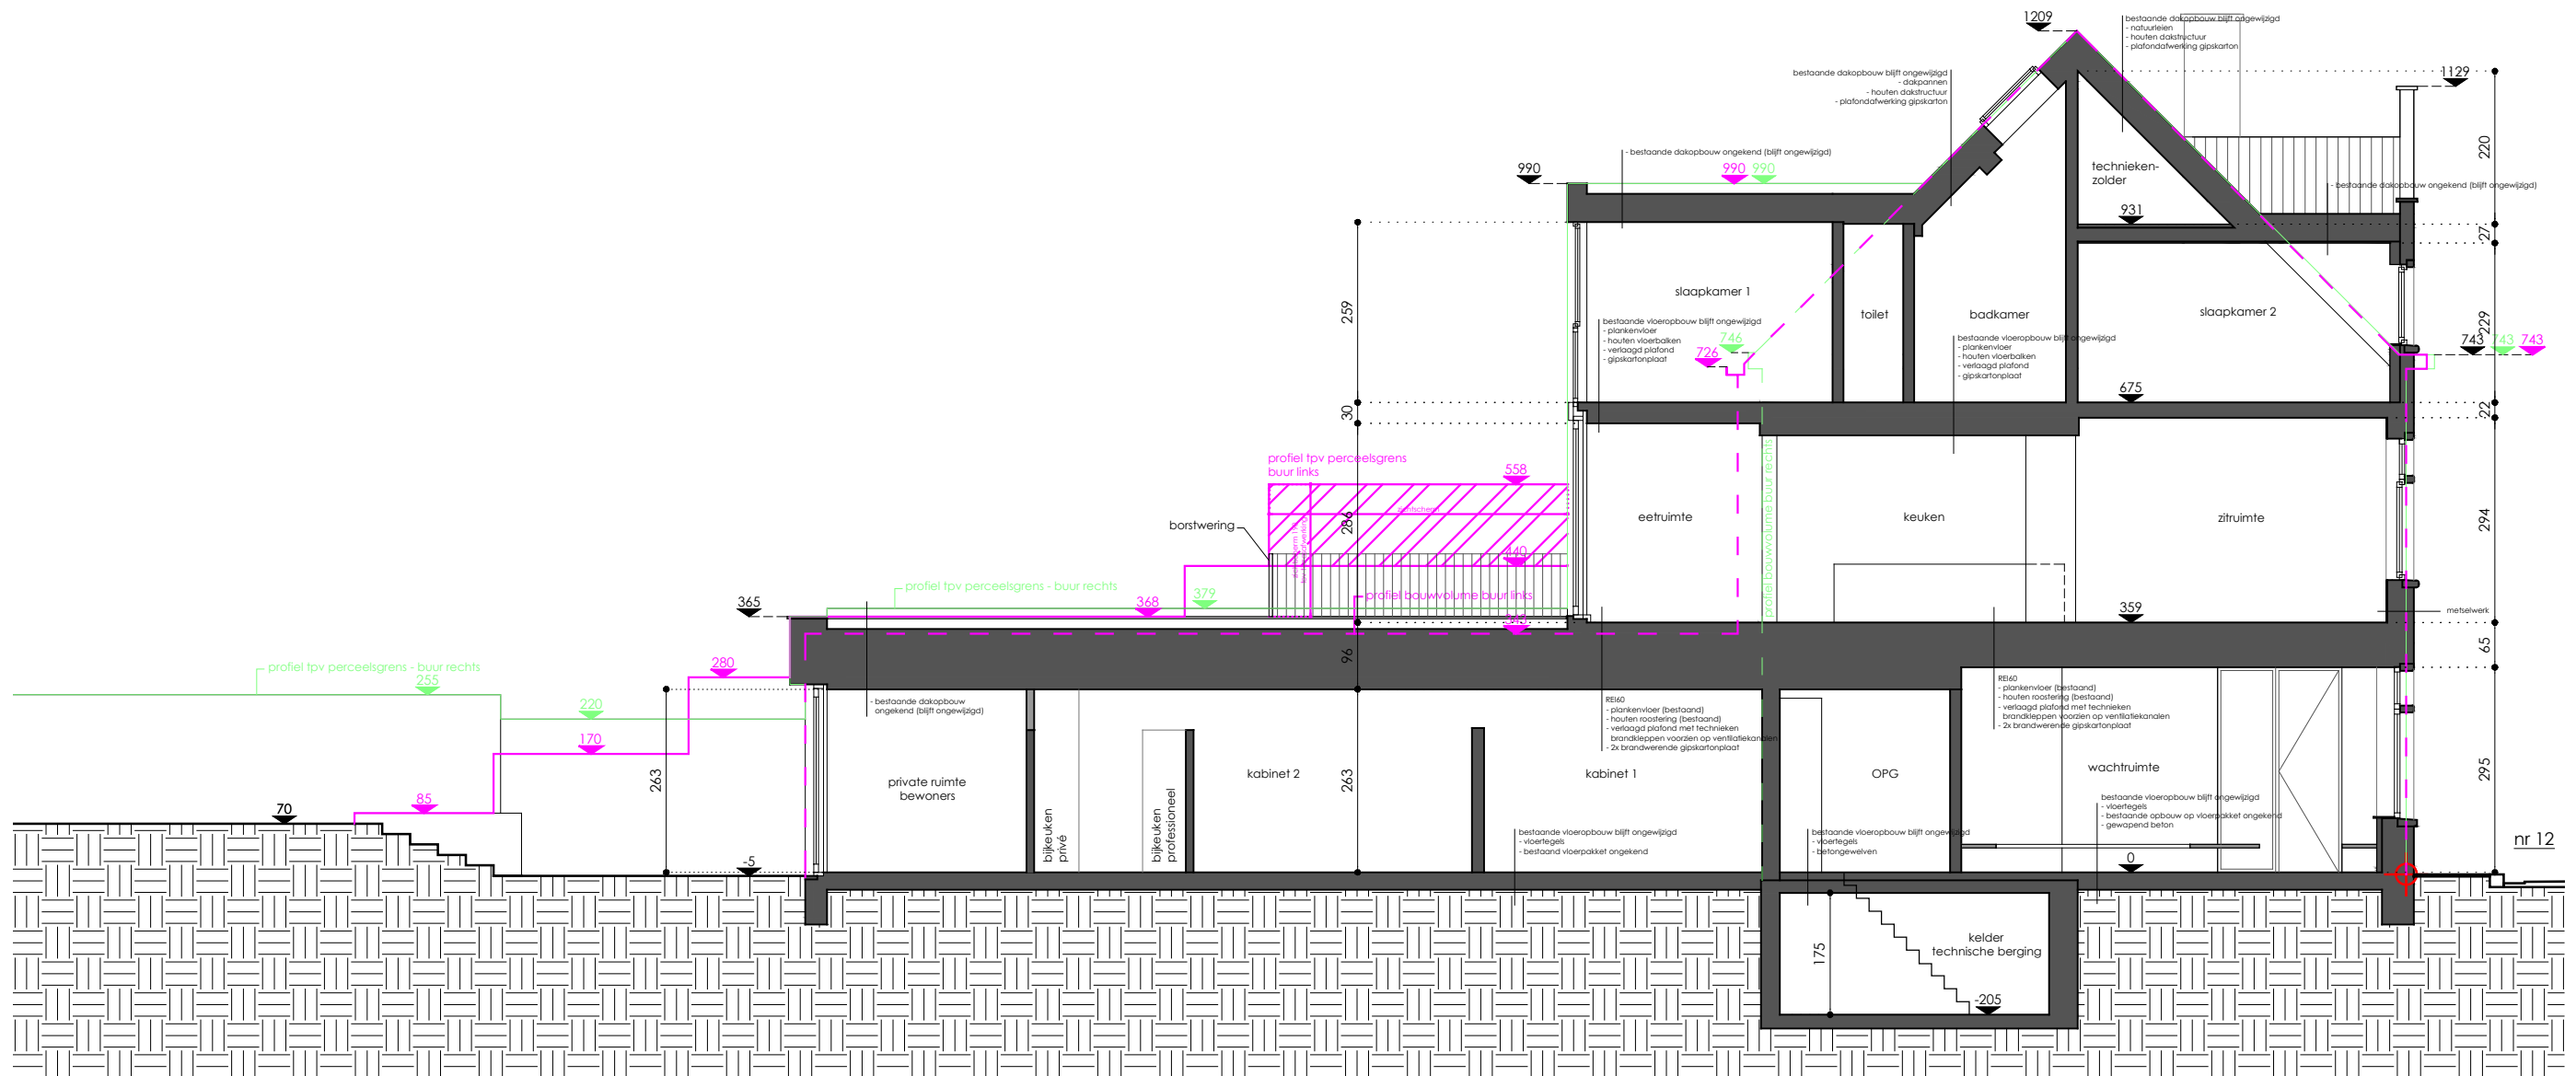 1209
bestaande dakopbouw blijft ongewijzigd
- natuurleien
- houten dakstructuur
- plafondafwerking gipskarton
bestaande dakopbouw blijft ongewijzigd
- dakpannen
- houten dakstructuur
- plafondafwerking gipskarton
1129
220
- bestaande dakopbouw ongekend (blijft ongewijzigd)
990
990 990
technieken-
zolder
- bestaande dakopbouw ongekend (blijft ongewijzigd)
931
27
259
slaapkamer 1
toilet
badkamer
slaapkamer 2
229
bestaande vloeropbouw blijft ongewijzigd
- plankenvloer
- houten vloerbalken
- verlaagd plafond
- gipskartonplaat
746
726
bestaande vloeropbouw blijft ongewijzigd
- plankenvloer
- houten vloerbalken
- verlaagd plafond
- gipskartonplaat
743 743 743
675
22
30
profiel tpv perceelsgrens
buur links
558
zichtscherm
286
borstwering
440
eetruimte
keuken
zitruimte
294
profiel bouwvolume buur rechts
profiel tpv perceelsgrens - buur rechts
365
368
379
profiel bouwvolume buur links
343
359
metselwerk
65
96
profiel tpv perceelsgrens - buur rechts
255
280
220
170
85
70
263
-5
- bestaande dakopbouw
ongekend (blijft ongewijzigd)
private ruimte
bewoners
bijkeuken
privé
bijkeuken
professioneel
kabinet 2
263
kabinet 1
REI60
- plankenvloer (bestaand)
- houten roostering (bestaand)
- verlaagd plafond met technieken
brandkleppen voorzien op ventilatiekanalen
- 2x brandwerende gipskartonplaat
OPG
REI60
- plankenvloer (bestaand)
- houten roostering (bestaand)
- verlaagd plafond met technieken
brandkleppen voorzien op ventilatiekanalen
- 2x brandwerende gipskartonplaat
wachtruimte
295
bestaande vloeropbouw blijft ongewijzigd
- vloertegels
- bestaand vloerpakket ongekend
bestaande vloeropbouw blijft ongewijzigd
- vloertegels
- betongewelven
bestaande vloeropbouw blijft ongewijzigd
- vloertegels
- bestaande opbouw op vloerpakket ongekend
- gewapend beton
0
nr 12
175
kelder
technische berging
-205